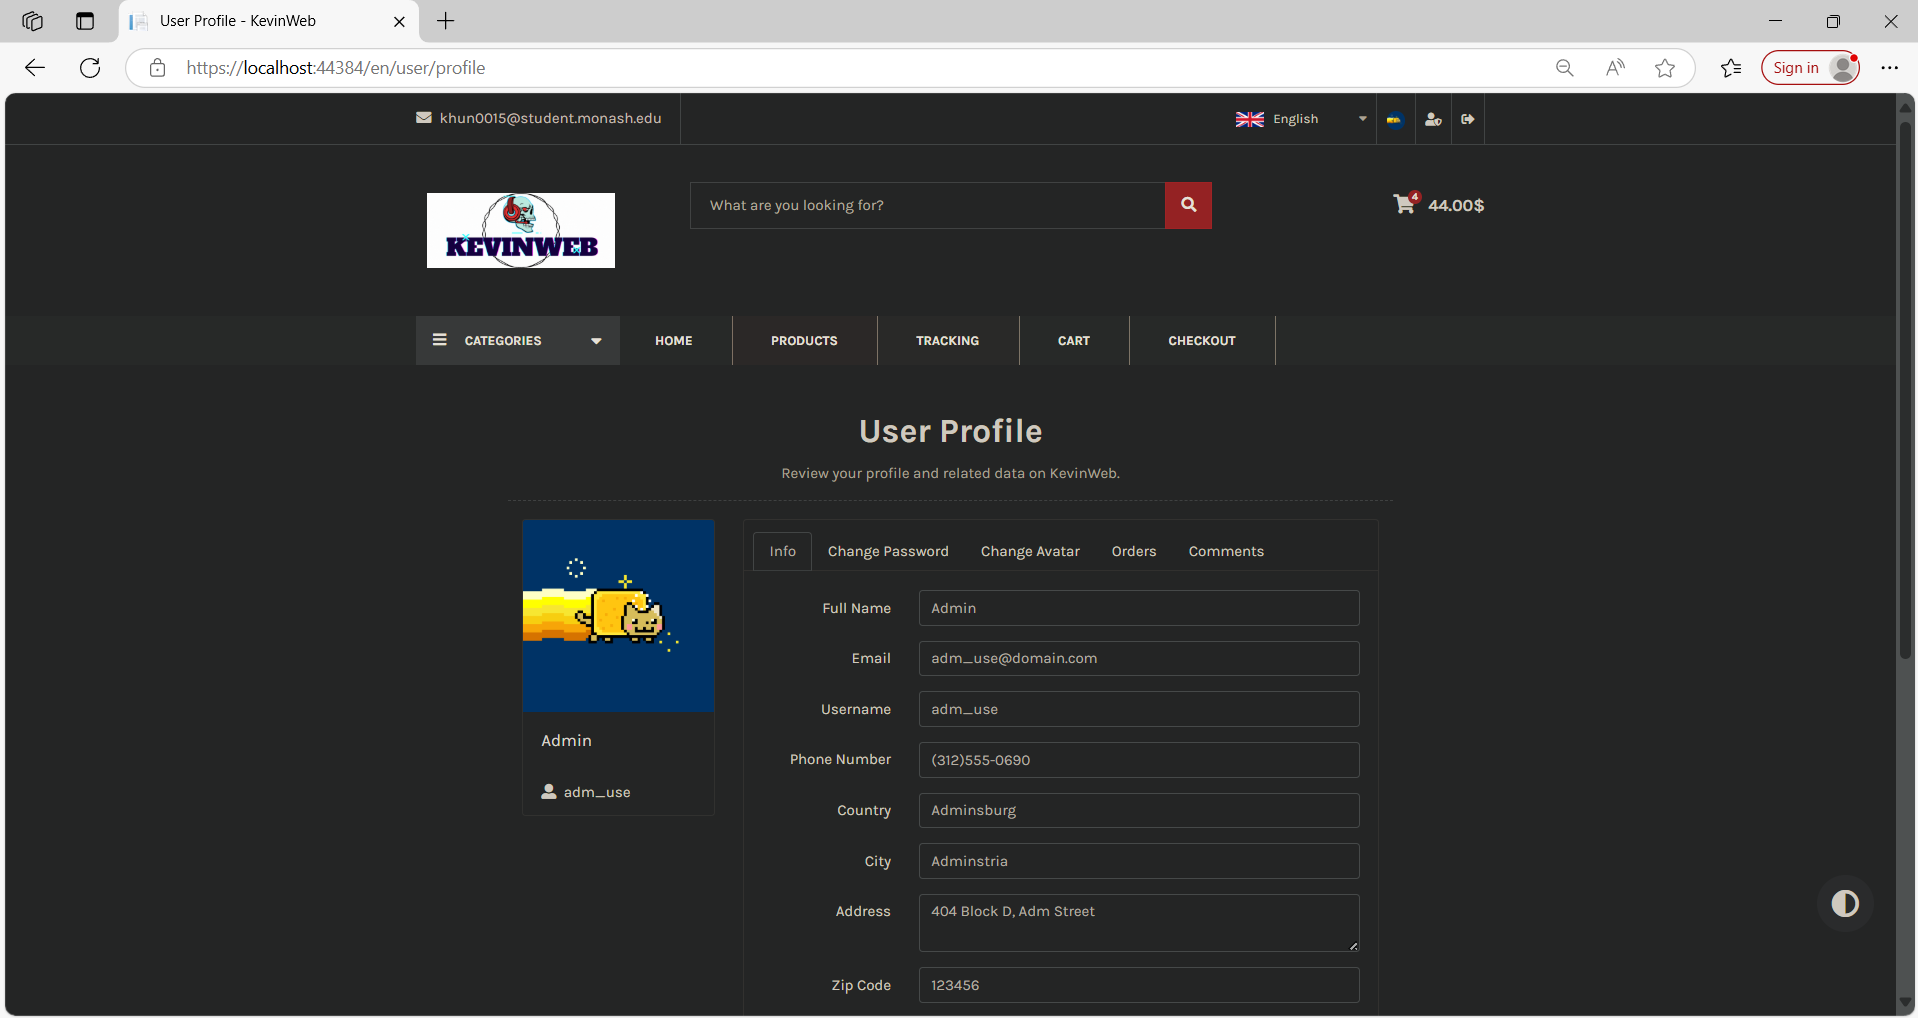 User Profile - KevinWeb
https://localhost:44384/en/user/profile
Sign in
khun0015@student.monash.edu
English
KEVINWEB
What are you looking for?
4
44.00$
CATEGORIES
HOME
PRODUCTS
TRACKING
CART
CHECKOUT
User Profile
Review your profile and related data on KevinWeb.
Admin
adm_use
Info
Change Password
Change Avatar
Orders
Comments
Full Name
Admin
Email
adm_use@domain.com
Username
adm_use
Phone Number
(312)555-0690
Country
Adminsburg
City
Adminstria
Address
404 Block D, Adm Street
Zip Code
123456